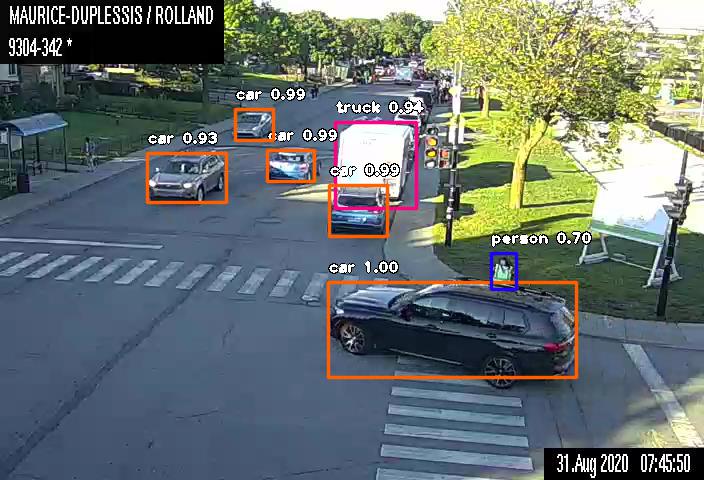 MAURICE-DUPLESSIS / ROLLAND
9304-342 *
car 0.99
truck 0.94
car 0.93
car 0.99
car 0.99
person 0.70
car 1.00
31.Aug 2020 07:45:50